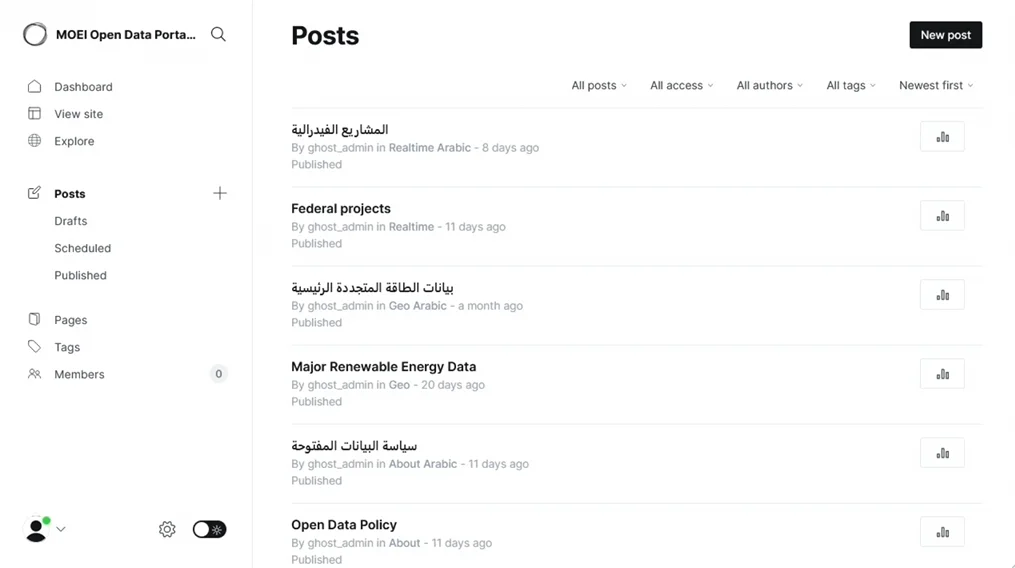 MOEI Open Data Porta...
Dashboard
View site
Explore
Posts
Drafts
Scheduled
Published
Pages
Tags
Members 0
Posts
New post
All posts All access All authors All tags Newest first
المشاريع الفيدرالية
By ghost_admin in Realtime Arabic - 8 days ago
Published
Federal projects
By ghost_admin in Realtime - 11 days ago
Published
بيانات الطاقة المتجددة الرئيسية
By ghost_admin in Geo Arabic - a month ago
Published
Major Renewable Energy Data
By ghost_admin in Geo - 20 days ago
Published
سياسة البيانات المفتوحة
By ghost_admin in About Arabic - 11 days ago
Published
Open Data Policy
By ghost_admin in About - 11 days ago
Published